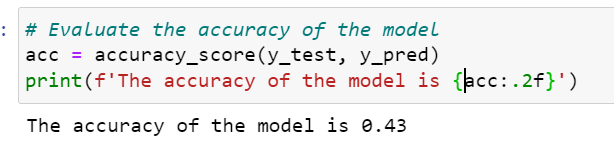 : # Evaluate the accuracy of the model
acc = accuracy_score(y_test, y_pred)
print(f'The accuracy of the model is {acc:.2f}')
The accuracy of the model is 0.43